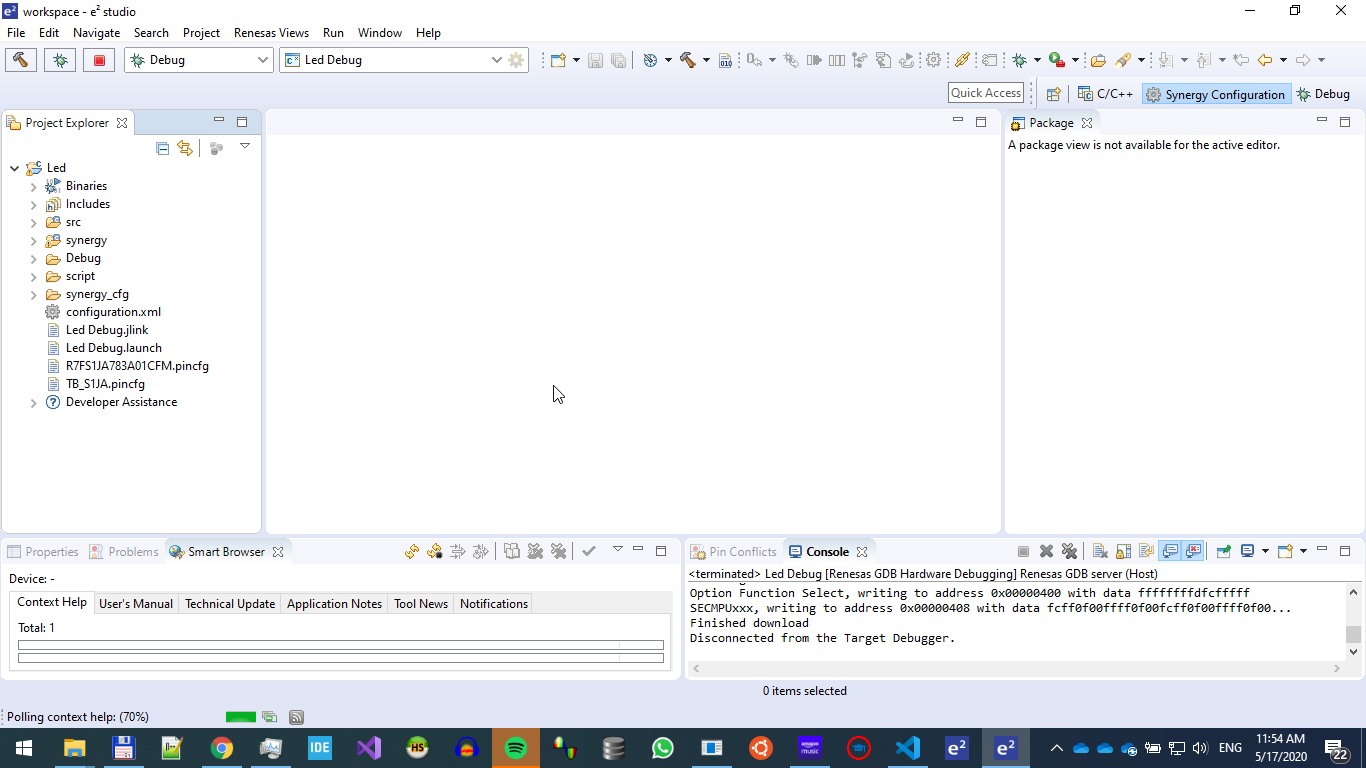 workspace - e² studio
File Edit Navigate Search Project Renesas Views Run Window Help
Debug
Led Debug
Quick Access
C/C++
Synergy Configuration
Debug
Project Explorer
Led
Binaries
Includes
src
synergy
Debug
script
synergy_cfg
configuration.xml
Led Debug.jlink
Led Debug.launch
R7FS1JA783A01CFM.pincfg
TB_S1JA.pincfg
Developer Assistance
Package
A package view is not available for the active editor.
Properties Problems Smart Browser
Device: -
Context Help User's Manual Technical Update Application Notes Tool News Notifications
Total: 1
Pin Conflicts Console
<terminated> Led Debug [Renesas GDB Hardware Debugging] Renesas GDB server (Host)
Option Function Select, writing to address 0x00000400 with data ffffffffdfcfffff
SECMPUxxx, writing to address 0x00000408 with data fcff0f00ffff0f00fcff0f00ffff0f00...
Finished download
Disconnected from the Target Debugger.
0 items selected
Polling context help: (70%)
IDE
HS
amazon music
e²
e²
ENG
11:54 AM
5/17/2020
22